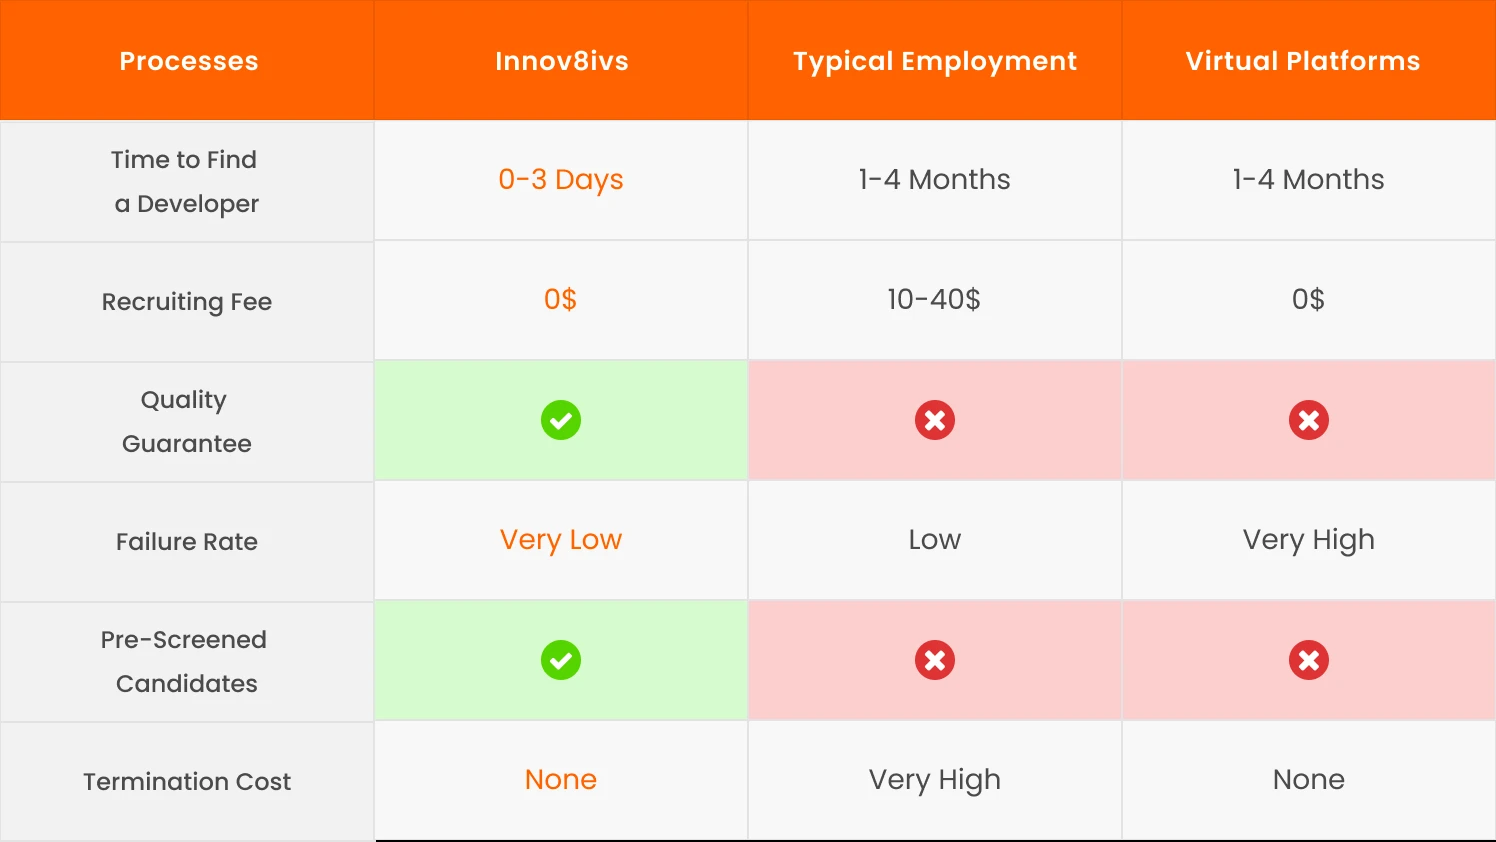 Processes Innov8ivs Typical Employment Virtual Platforms
Time to Find
a Developer
0-3 Days 1-4 Months 1-4 Months
Recruiting Fee 0$ 10-40$ 0$
Quality
Guarantee
Failure Rate Very Low Low Very High
Pre-Screened
Candidates
Termination Cost None Very High None